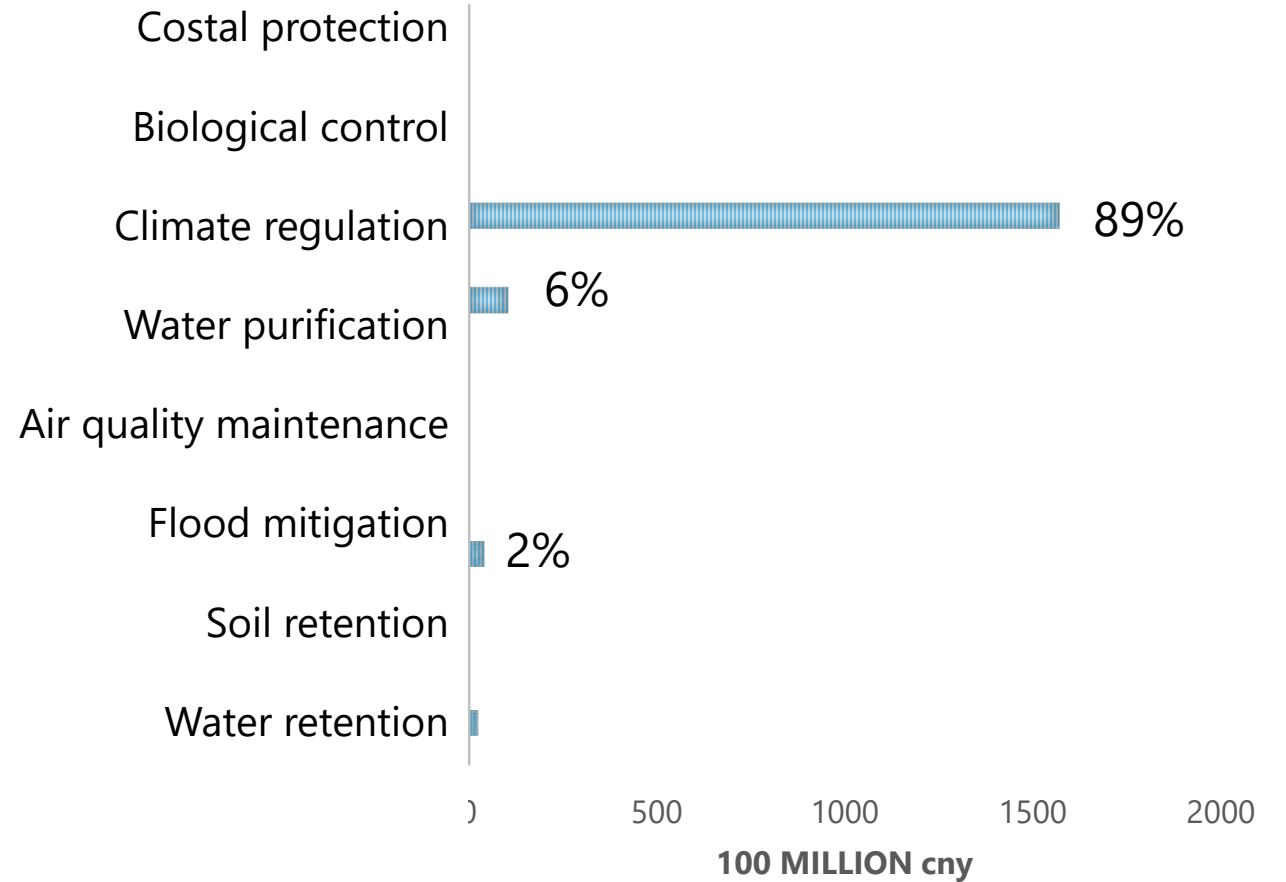 Costal protection
Biological control
Climate regulation
89%
6%
Water purification
Air quality maintenance
Flood mitigation
2%
Soil retention
Water retention
0 500 1000 1500 2000
100 MILLION cny